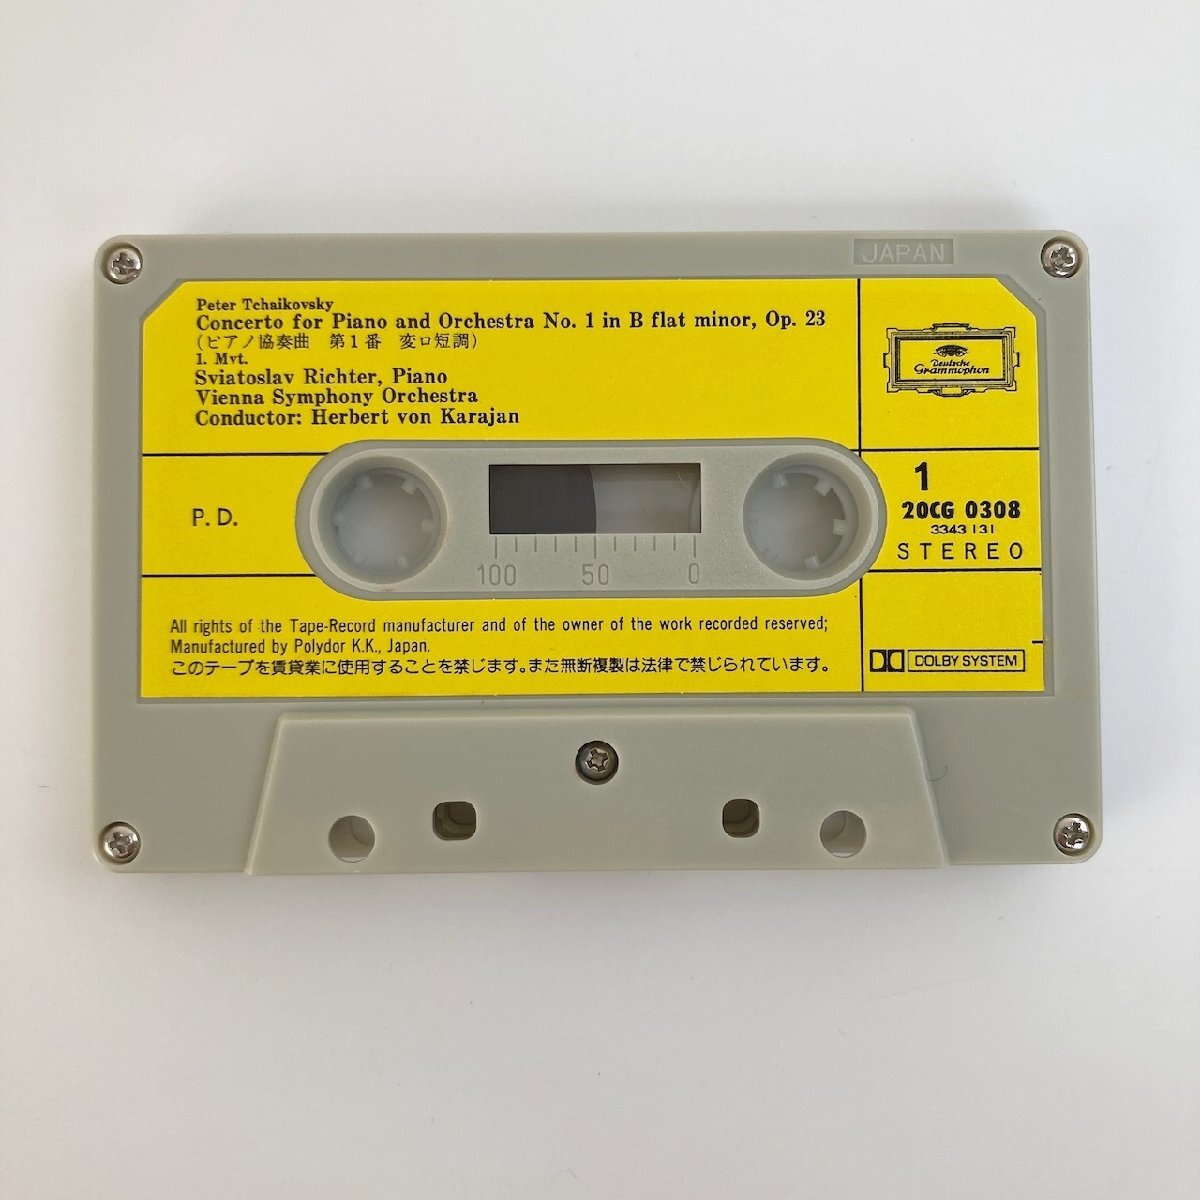 JAPAN
Peter Tchaikovsky
Concerto for Piano and Orchestra No. 1 in B flat minor, Op. 23
(ピアノ協奏曲　第1番　変ロ短調)
1. Mvt.
Sviatoslav Richter, Piano
Vienna Symphony Orchestra
Conductor: Herbert von Karajan
Deutsche
Grammophon
P. D.
1
20CG 0308
3343 131
STEREO
100 50 0
All rights of the Tape-Record manufacturer and of the owner of the work recorded reserved;
Manufactured by Polydor K.K., Japan.
このテープを賃貸業に使用することを禁じます。また無断複製は法律で禁じられています。
DOLBY SYSTEM